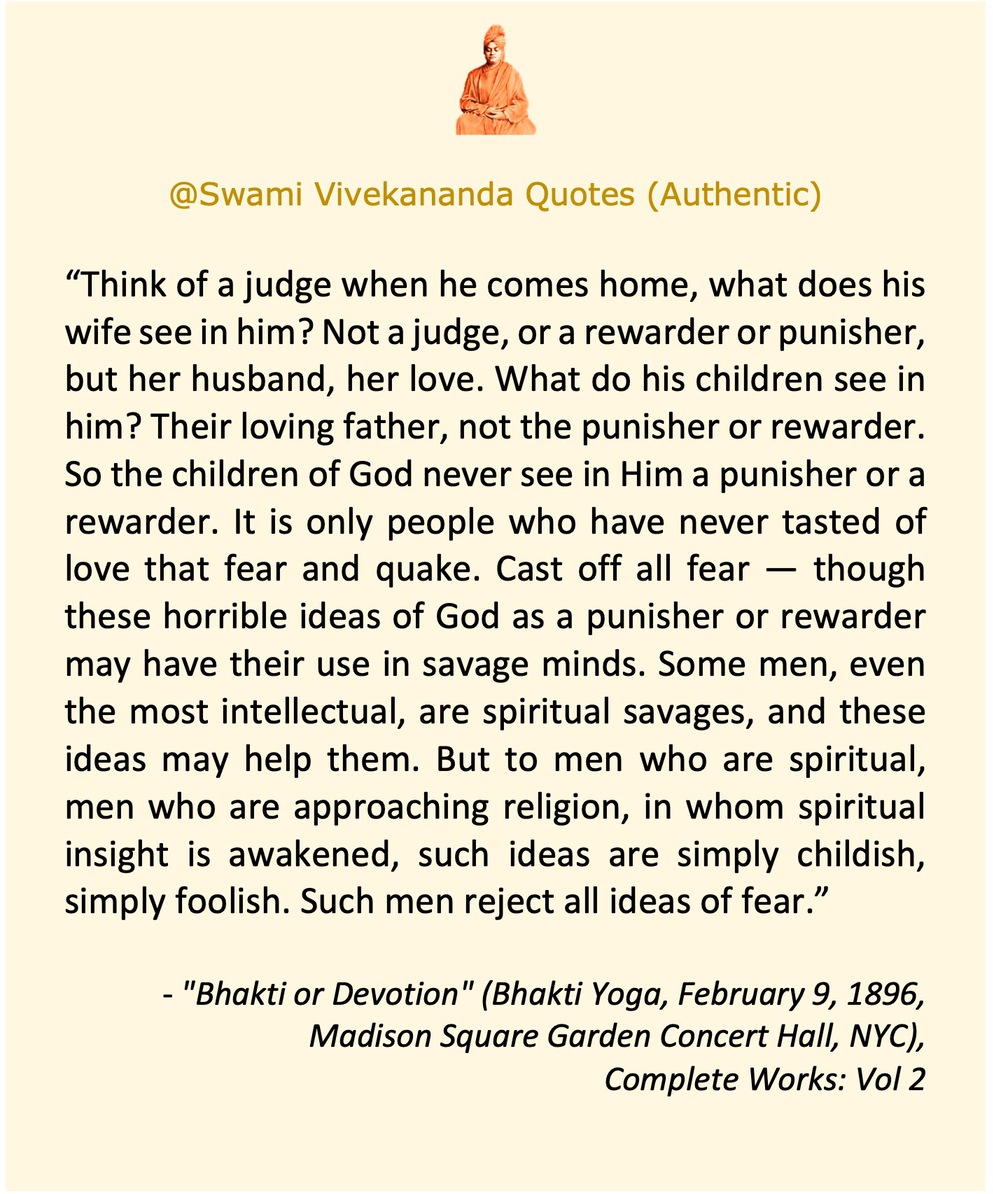 @Swami Vivekananda Quotes (Authentic)
“Think of a judge when he comes home, what does his
wife see in him? Not a judge, or a rewarder or punisher,
but her husband, her love. What do his children see in
him? Their loving father, not the punisher or rewarder.
So the children of God never see in Him a punisher or a
rewarder. It is only people who have never tasted of
love that fear and quake. Cast off all fear — though
these horrible ideas of God as a punisher or rewarder
may have their use in savage minds. Some men, even
the most intellectual, are spiritual savages, and these
ideas may help them. But to men who are spiritual,
men who are approaching religion, in whom spiritual
insight is awakened, such ideas are simply childish,
simply foolish. Such men reject all ideas of fear.”
- "Bhakti or Devotion" (Bhakti Yoga, February 9, 1896,
Madison Square Garden Concert Hall, NYC),
Complete Works: Vol 2